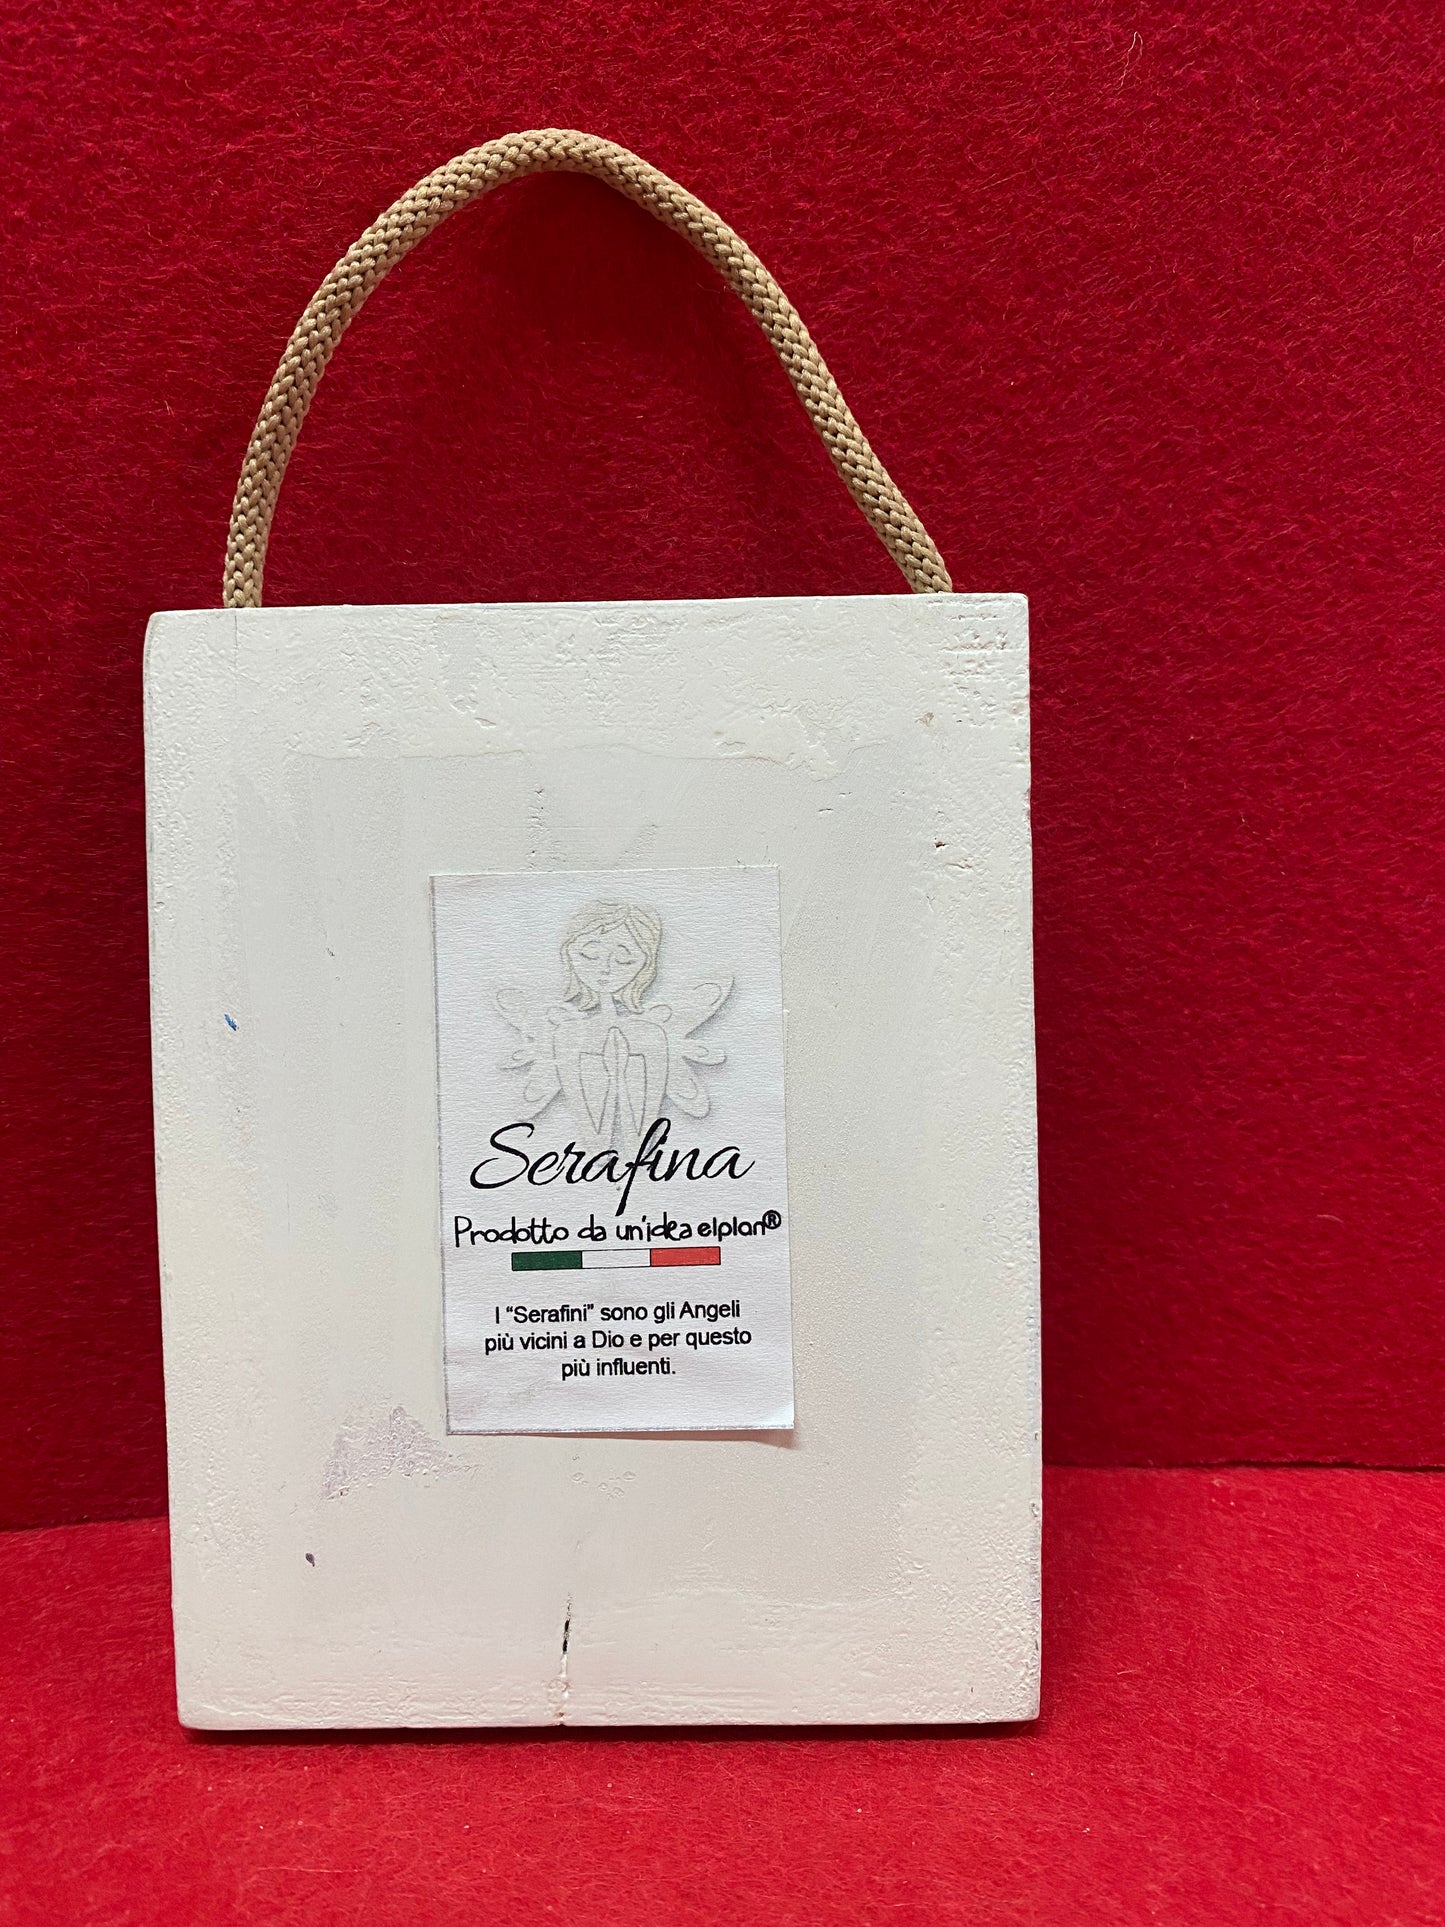 Serafina
Prodotto da un'idea elplan®
I “Serafini” sono gli Angeli
più vicini a Dio e per questo
più influenti.